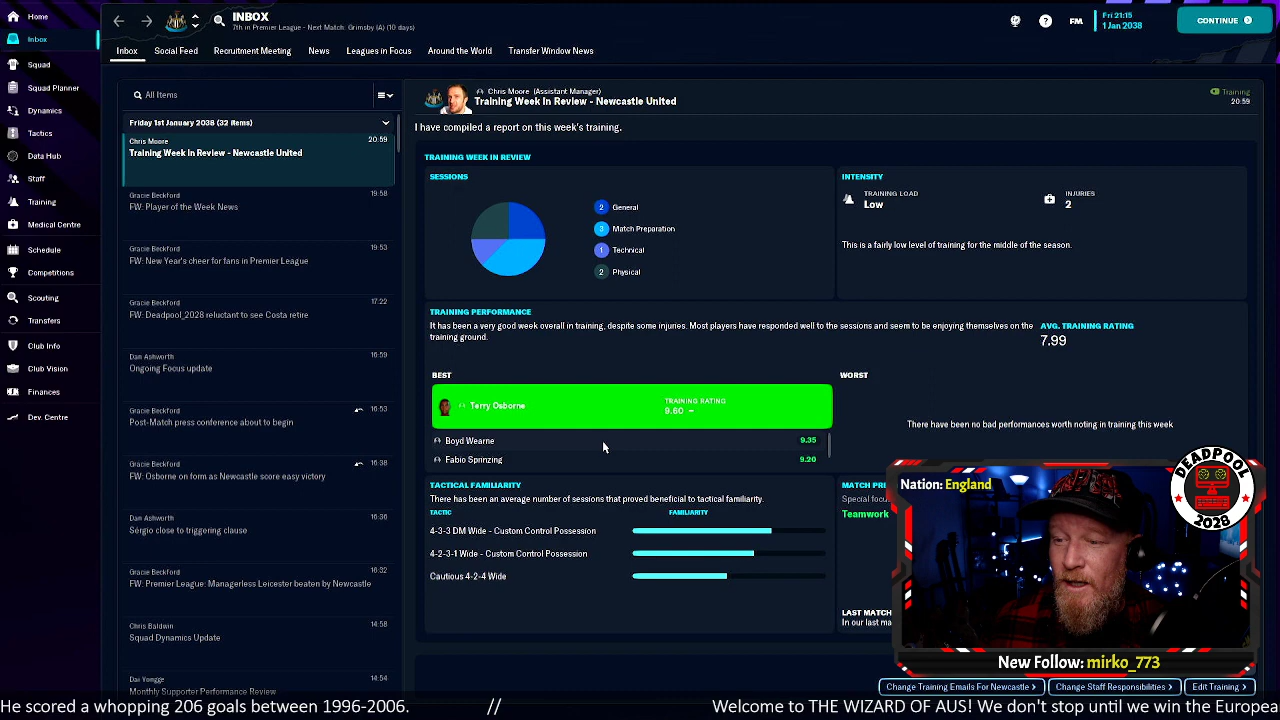 Home
Inbox
Squad
Squad Planner
Dynamics
Tactics
Data Hub
Staff
Training
Medical Centre
Schedule
Competitions
Scouting
Transfers
Club Info
Club Vision
Finances
Dev. Centre
INBOX
7th in Premier League - Next Match: Grimsby (A) (10 days)
FM
Fri 21:15
1 Jan 2038
CONTINUE
Inbox
Social Feed
Recruitment Meeting
News
Leagues in Focus
Around the World
Transfer Window News
All Items
Friday 1st January 2038 (32 items)
Chris Moore 20:59
Training Week In Review - Newcastle United
Gracie Beckford 19:58
FW: Player of the Week News
Gracie Beckford 19:53
FW: New Year's cheer for fans in Premier League
Gracie Beckford 17:22
FW: Deadpool_2028 reluctant to see Costa retire
Dan Ashworth 16:59
Ongoing Focus update
Gracie Beckford 16:53
Post-Match press conference about to begin
Gracie Beckford 16:38
FW: Osborne on form as Newcastle score easy victory
Dan Ashworth 16:36
Sérgio close to triggering clause
Gracie Beckford 16:32
FW: Premier League: Managerless Leicester beaten by Newcastle
Chris Baldwin 14:58
Squad Dynamics Update
Dai Yongge 14:54
Monthly Supporter Performance Review
Chris Moore (Assistant Manager)
Training Week In Review - Newcastle United
Training
20:59
I have compiled a report on this week's training.
TRAINING WEEK IN REVIEW
SESSIONS
2 General
3 Match Preparation
1 Technical
2 Physical
INTENSITY
TRAINING LOAD
Low
INJURIES
2
This is a fairly low level of training for the middle of the season.
TRAINING PERFORMANCE
It has been a very good week overall in training, despite some injuries. Most players have responded well to the sessions and seem to be enjoying themselves on the
training ground.
AVG. TRAINING RATING
7.99
BEST
Terry Osborne
TRAINING RATING
9.60 -
Boyd Wearne 9.35
Fabio Sprinzing 9.20
WORST
There have been no bad performances worth noting in training this week
TACTICAL FAMILIARITY
There has been an average number of sessions that proved beneficial to tactical familiarity.
TACTIC FAMILIARITY
4-3-3 DM Wide - Custom Control Possession
4-2-3-1 Wide - Custom Control Possession
Cautious 4-2-4 Wide
MATCH PRE
Special focu
Teamwork
LAST MATCH
In our last ma
Nation: England
DEADPOOL
2028
New Follow: mirko_773
Change Training Emails For Newcastle >
Change Staff Responsibilities >
Edit Training >
He scored a whopping 206 goals between 1996-2006. // Welcome to THE WIZARD OF AUS! We don't stop until we win the Europea